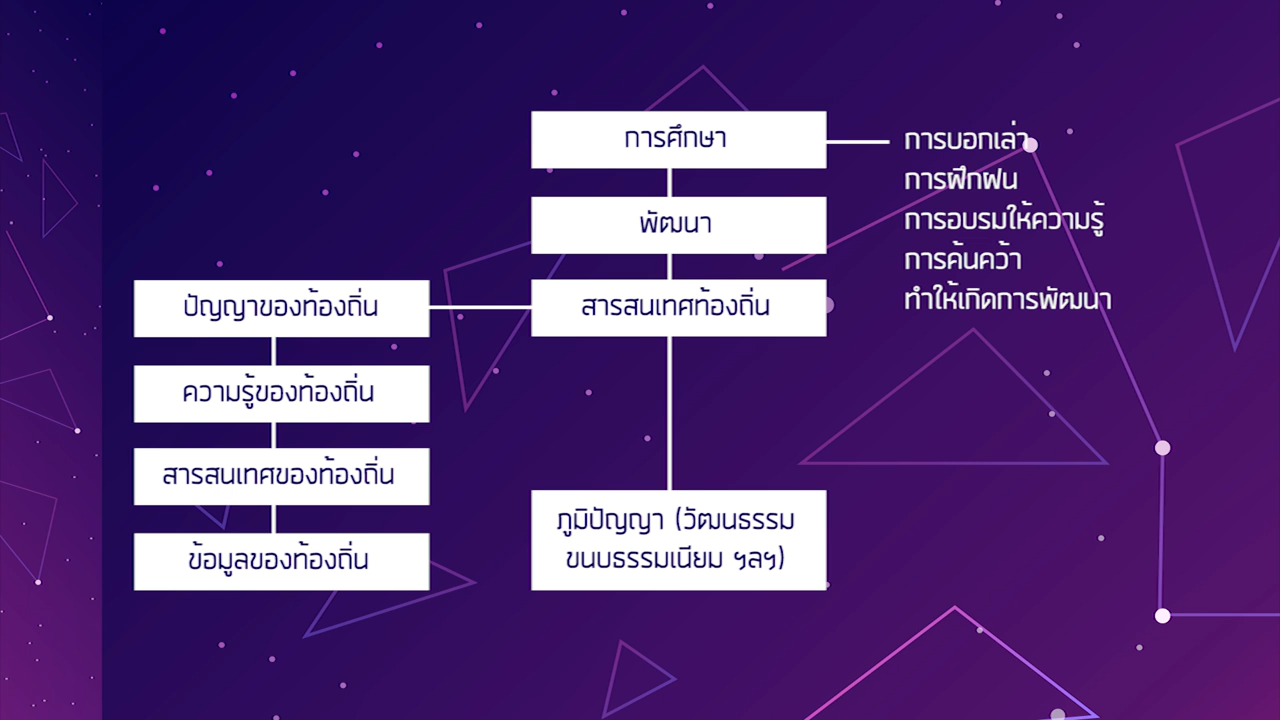 การศึกษา
การบอกเล่า
การฝึกฝน
การอบรมให้ความรู้
การค้นคว้า
ทำให้เกิดการพัฒนา
พัฒนา
สารสนเทศท้องถิ่น
ปัญญาของท้องถิ่น
ความรู้ของท้องถิ่น
สารสนเทศของท้องถิ่น
ข้อมูลของท้องถิ่น
ภูมิปัญญา (วัฒนธรรม
ขนบธรรมเนียม ฯลฯ)